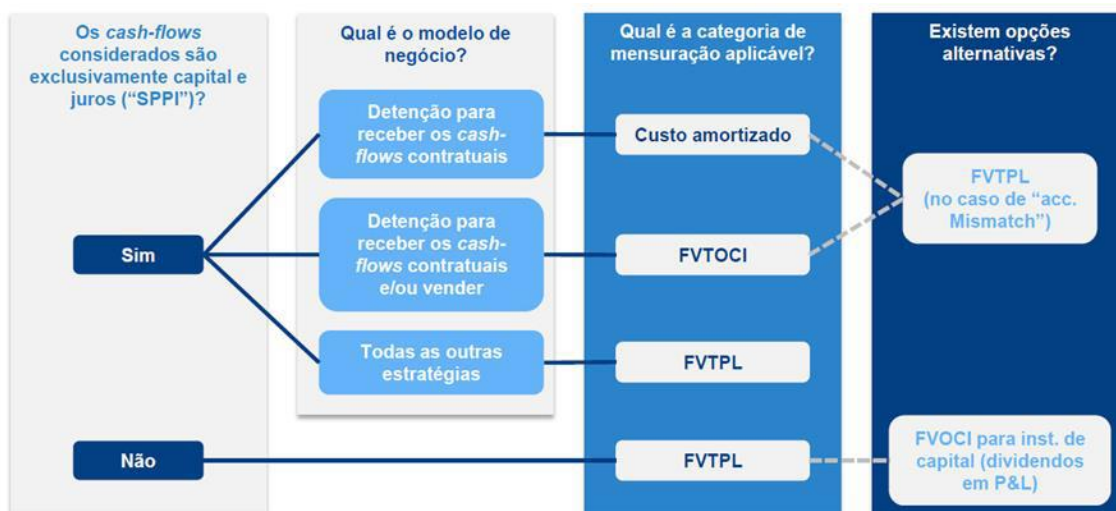 Os cash-flows
considerados são
exclusivamente capital e
juros (“SPPI”)?
Qual é o modelo de
negócio?
Qual é a categoria de
mensuração aplicável?
Existem opções
alternativas?
Sim
Detenção para
receber os cash-
flows contratuais
Custo amortizado
FVTPL
(no caso de “acc.
Mismatch”)
Detenção para
receber os cash-
flows contratuais
e/ou vender
FVTOCI
Todas as outras
estratégias
FVTPL
Não
FVTPL
FVOCI para inst. de
capital (dividendos
em P&L)